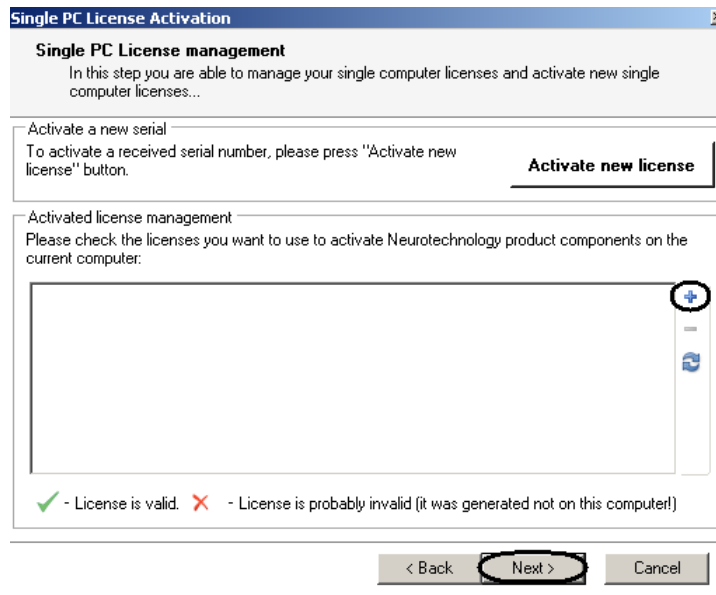 Single PC License Activation
Single PC License management
In this step you are able to manage your single computer licenses and activate new single
computer licenses...
Activate a new serial
To activate a received serial number, please press "Activate new
license" button.
Activate new license
Activated license management
Please check the licenses you want to use to activate Neurotechnology product components on the
current computer:
- License is valid. - License is probably invalid (it was generated not on this computer!)
< Back Next > Cancel